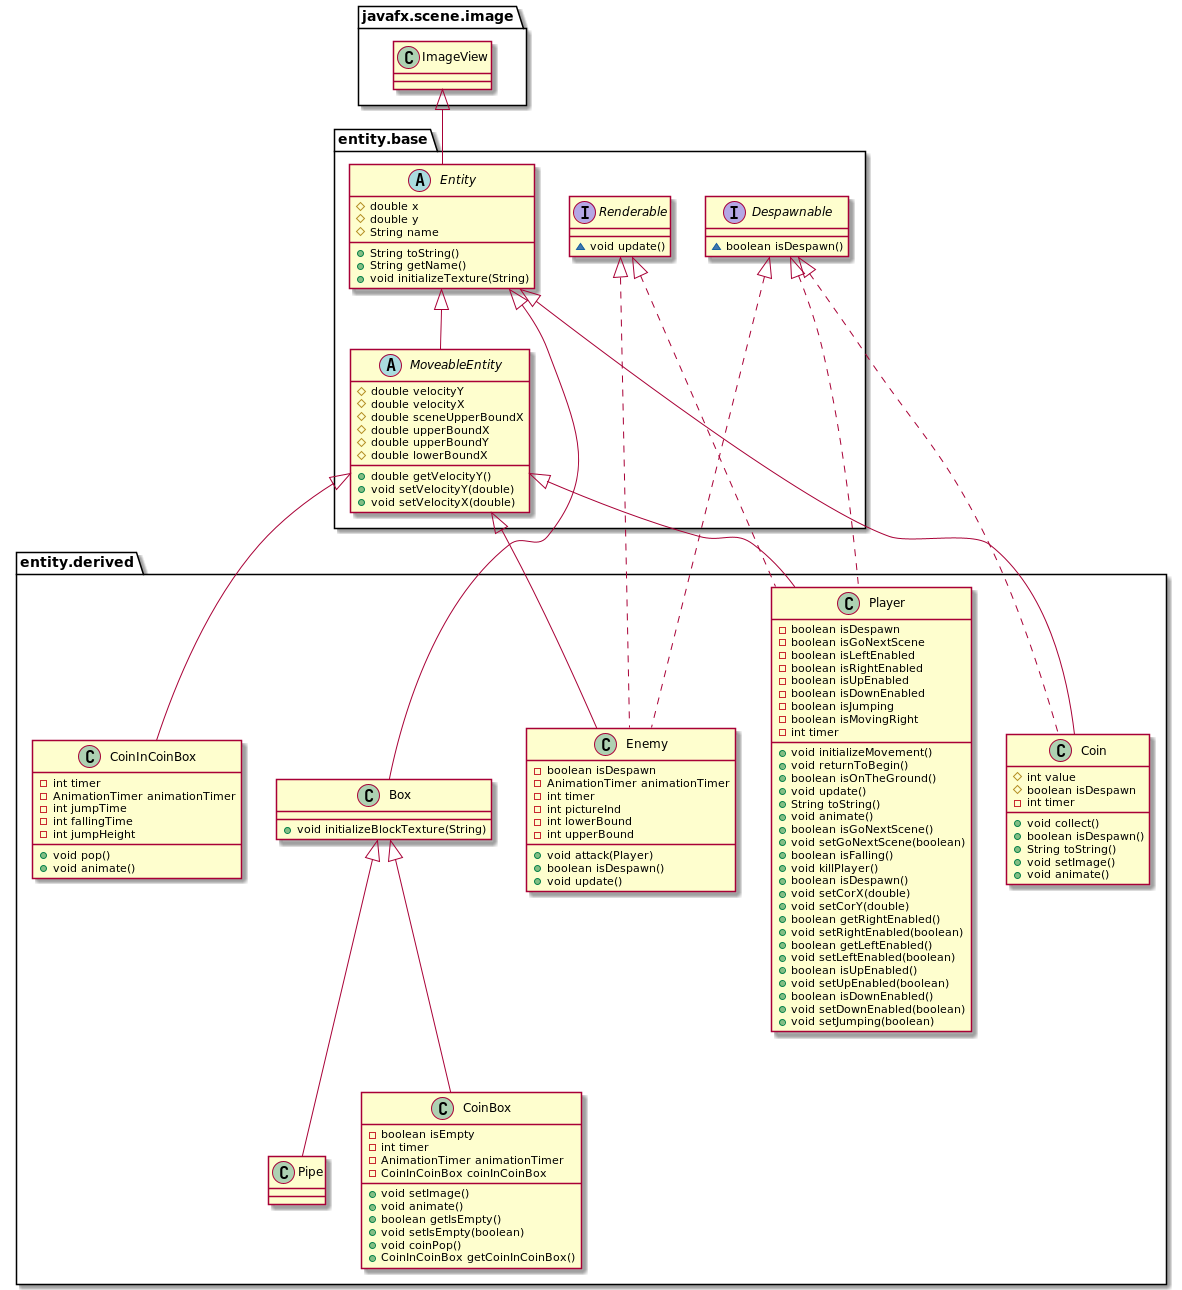 javafx.scene.image
C ImageView
entity.base
A Entity
double x
double y
String name
String toString()
String getName()
void initializeTexture(String)
I Renderable
void update()
I Despawnable
boolean isDespawn()
A MoveableEntity
double velocityY
double velocityX
double sceneUpperBoundX
double upperBoundX
double upperBoundY
double lowerBoundX
double getVelocityY()
void setVelocityY(double)
void setVelocityX(double)
entity.derived
C CoinInCoinBox
int timer
AnimationTimer animationTimer
int jumpTime
int fallingTime
int jumpHeight
void pop()
void animate()
C Box
void initializeBlockTexture(String)
C Enemy
boolean isDespawn
AnimationTimer animationTimer
int timer
int pictureInd
int lowerBound
int upperBound
void attack(Player)
boolean isDespawn()
void update()
C Player
boolean isDespawn
boolean isGoNextScene
boolean isLeftEnabled
boolean isRightEnabled
boolean isUpEnabled
boolean isDownEnabled
boolean isJumping
boolean isMovingRight
int timer
void initializeMovement()
void returnToBegin()
boolean isOnTheGround()
void update()
String toString()
void animate()
boolean isGoNextScene()
void setGoNextScene(boolean)
boolean isFalling()
void killPlayer()
boolean isDespawn()
void setCorX(double)
void setCorY(double)
boolean getRightEnabled()
void setRightEnabled(boolean)
boolean getLeftEnabled()
void setLeftEnabled(boolean)
boolean isUpEnabled()
void setUpEnabled(boolean)
boolean isDownEnabled()
void setDownEnabled(boolean)
void setJumping(boolean)
C Coin
int value
boolean isDespawn
int timer
void collect()
boolean isDespawn()
String toString()
void setImage()
void animate()
C Pipe
C CoinBox
boolean isEmpty
int timer
AnimationTimer animationTimer
CoinInCoinBox coinInCoinBox
void setImage()
void animate()
boolean getIsEmpty()
void setIsEmpty(boolean)
void coinPop()
CoinInCoinBox getCoinInCoinBox()